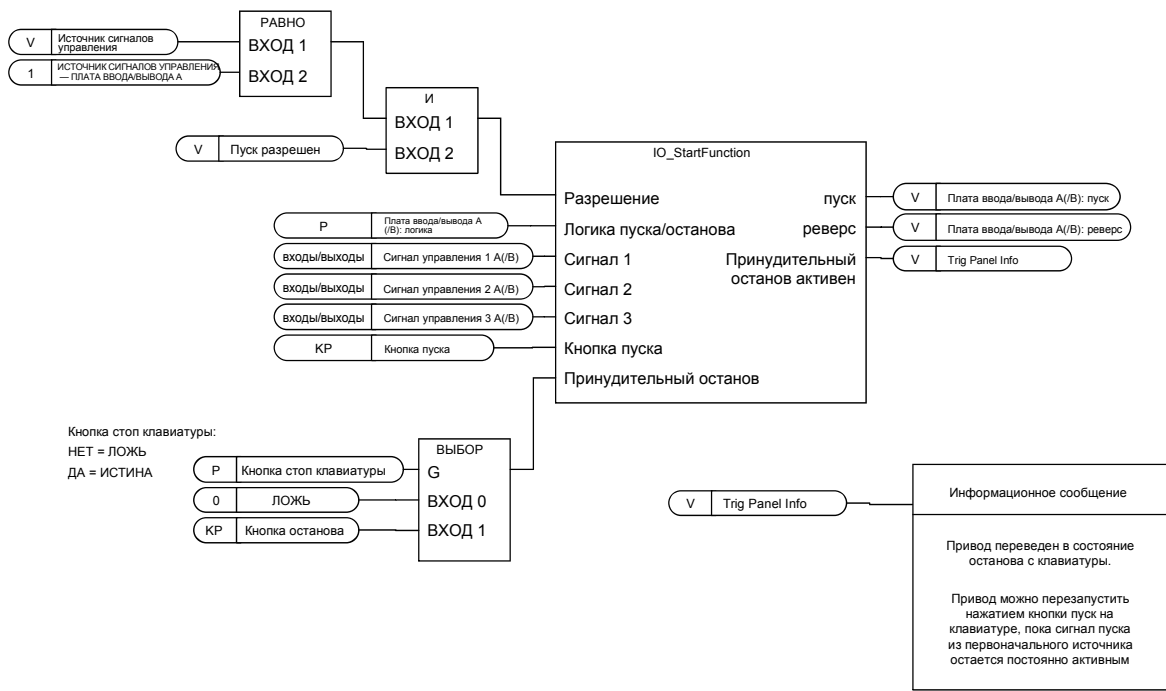 РАВНО
V
Источник сигналов
управления
ВХОД 1
1
ИСТОЧНИК СИГНАЛОВ УПРАВЛЕНИЯ
— ПЛАТА ВВОДА/ВЫВОДА A
ВХОД 2
И
ВХОД 1
V
Пуск разрешен
ВХОД 2
IO_StartFunction
Разрешение
пуск
V
Плата ввода/вывода A(/B): пуск
P
Плата ввода/вывода A
(/B): логика
Логика пуска/останова
реверс
V
Плата ввода/вывода A(/B): реверс
входы/выходы
Сигнал управления 1 A(/B)
Сигнал 1
Принудительный
останов активен
V
Trig Panel Info
входы/выходы
Сигнал управления 2 A(/B)
Сигнал 2
входы/выходы
Сигнал управления 3 A(/B)
Сигнал 3
KP
Кнопка пуска
Кнопка пуска
Принудительный останов
Кнопка стоп клавиатуры:
НЕТ = ЛОЖЬ
ДА = ИСТИНА
ВЫБОР
P
Кнопка стоп клавиатуры
G
0
ЛОЖЬ
ВХОД 0
KP
Кнопка останова
ВХОД 1
V
Trig Panel Info
Информационное сообщение
Привод переведен в состояние
останова с клавиатуры.
Привод можно перезапустить
нажатием кнопки пуск на
клавиатуре, пока сигнал пуска
из первоначального источника
остается постоянно активным